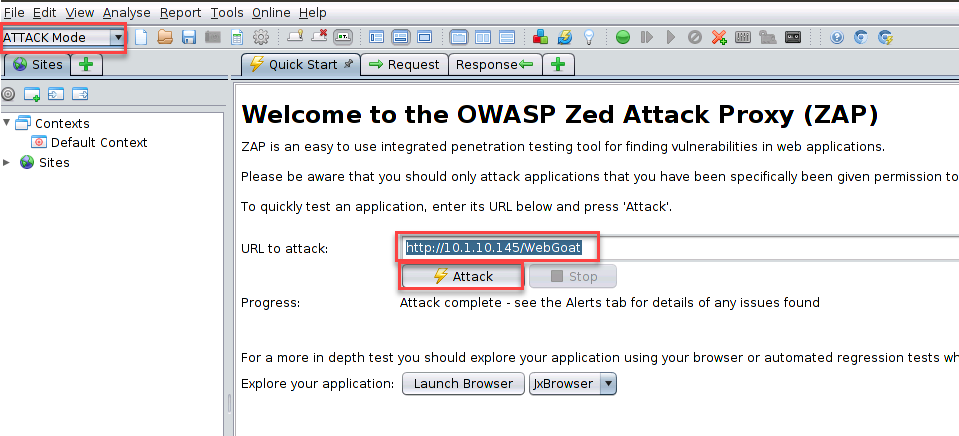 File Edit View Analyse Report Tools Online Help
ATTACK Mode
Sites
Quick Start Request Response
Contexts
Default Context
Sites
Welcome to the OWASP Zed Attack Proxy (ZAP)
ZAP is an easy to use integrated penetration testing tool for finding vulnerabilities in web applications.
Please be aware that you should only attack applications that you have been specifically been given permission to
To quickly test an application, enter its URL below and press 'Attack'.
URL to attack: http://10.1.10.145/WebGoat
Attack Stop
Progress: Attack complete - see the Alerts tab for details of any issues found
For a more in depth test you should explore your application using your browser or automated regression tests wh
Explore your application: Launch Browser JxBrowser